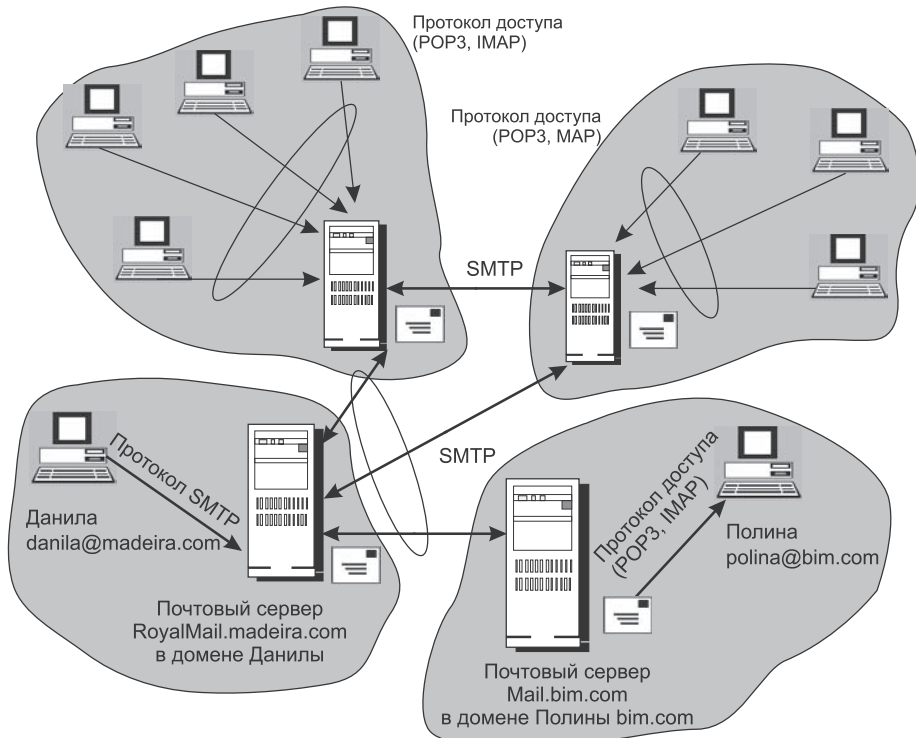 Протокол доступа
(POP3, IMAP)
Протокол доступа
(POP3, MAP)
SMTP
SMTP
Протокол SMTP
Данила
danila@madeira.com
Протокол доступа
(POP3, IMAP)
Полина
polina@bim.com
Почтовый сервер
RoyalMail.madeira.com
в домене Данилы
Почтовый сервер
Mail.bim.com
в домене Полины bim.com